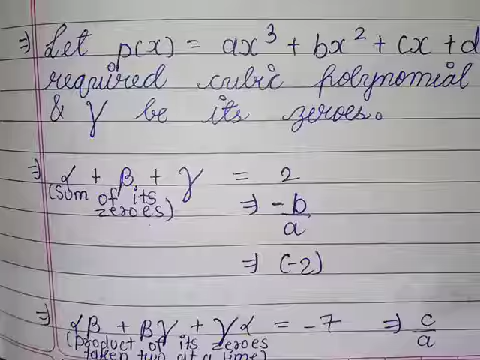 ⇒ Let p(x) = ax³ + bx² + cx + d
required cubic polynomial
& γ be its zeroes.
⇒ α + β + γ = 2
(Sum of its
zeroes)
⇒ -b/a
⇒ (-2)
⇒ αβ + βγ + γα = -7 ⇒ c/a
(product of its zeroes
taken two at a time)